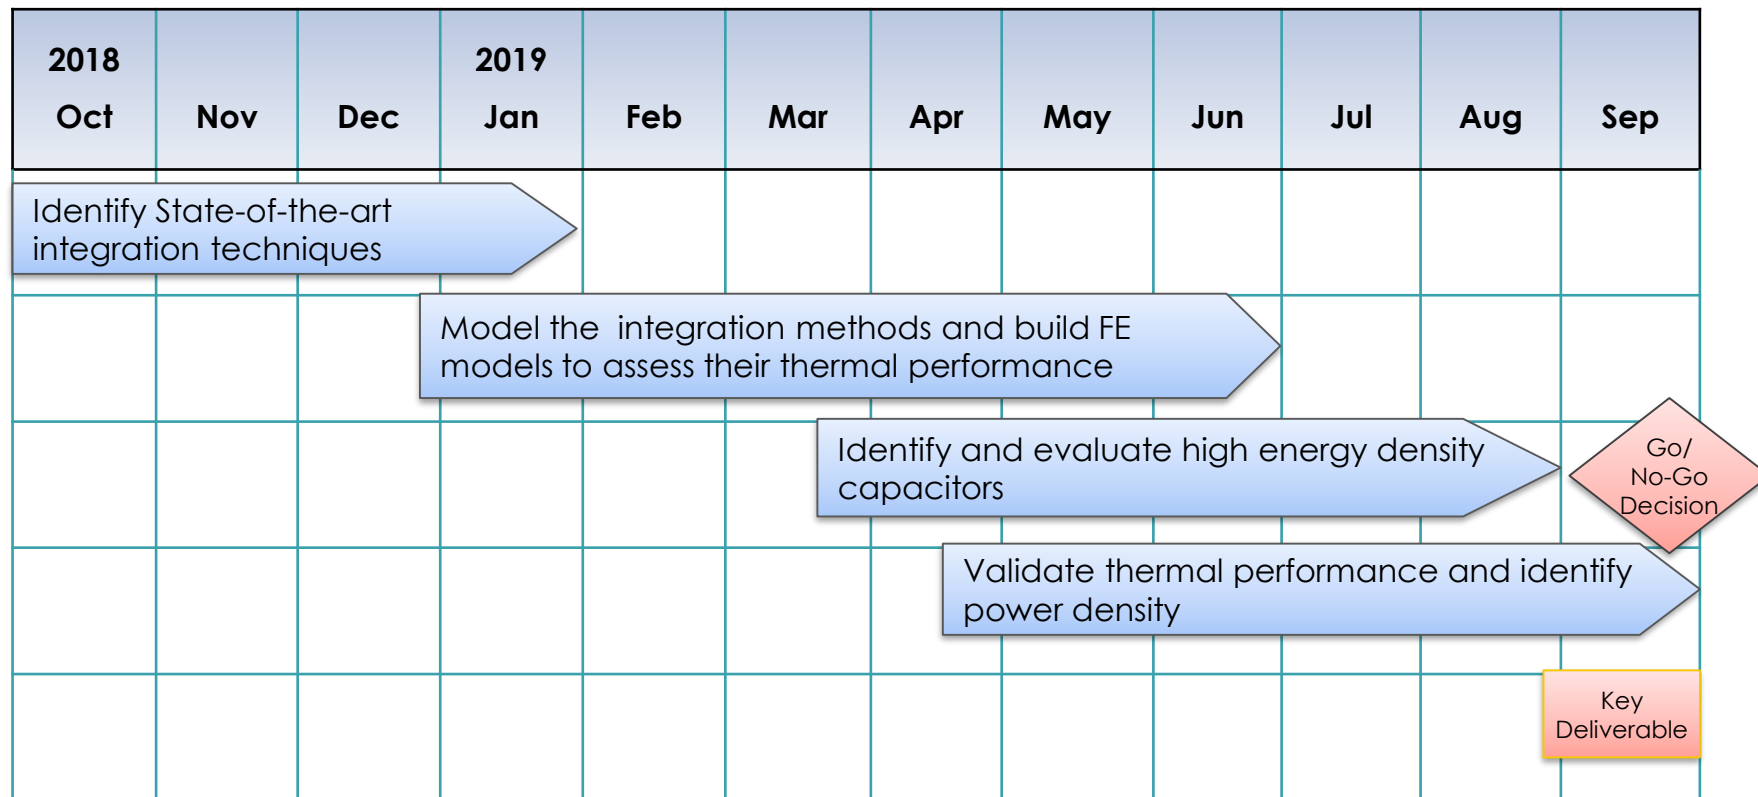 2018
2019
Oct Nov Dec Jan Feb Mar Apr May Jun Jul Aug Sep
Identify State-of-the-art
integration techniques
Model the  integration methods and build FE
models to assess their thermal performance
Identify and evaluate high energy density
capacitors
Go/
No-Go
Decision
Validate thermal performance and identify
power density
Key
Deliverable